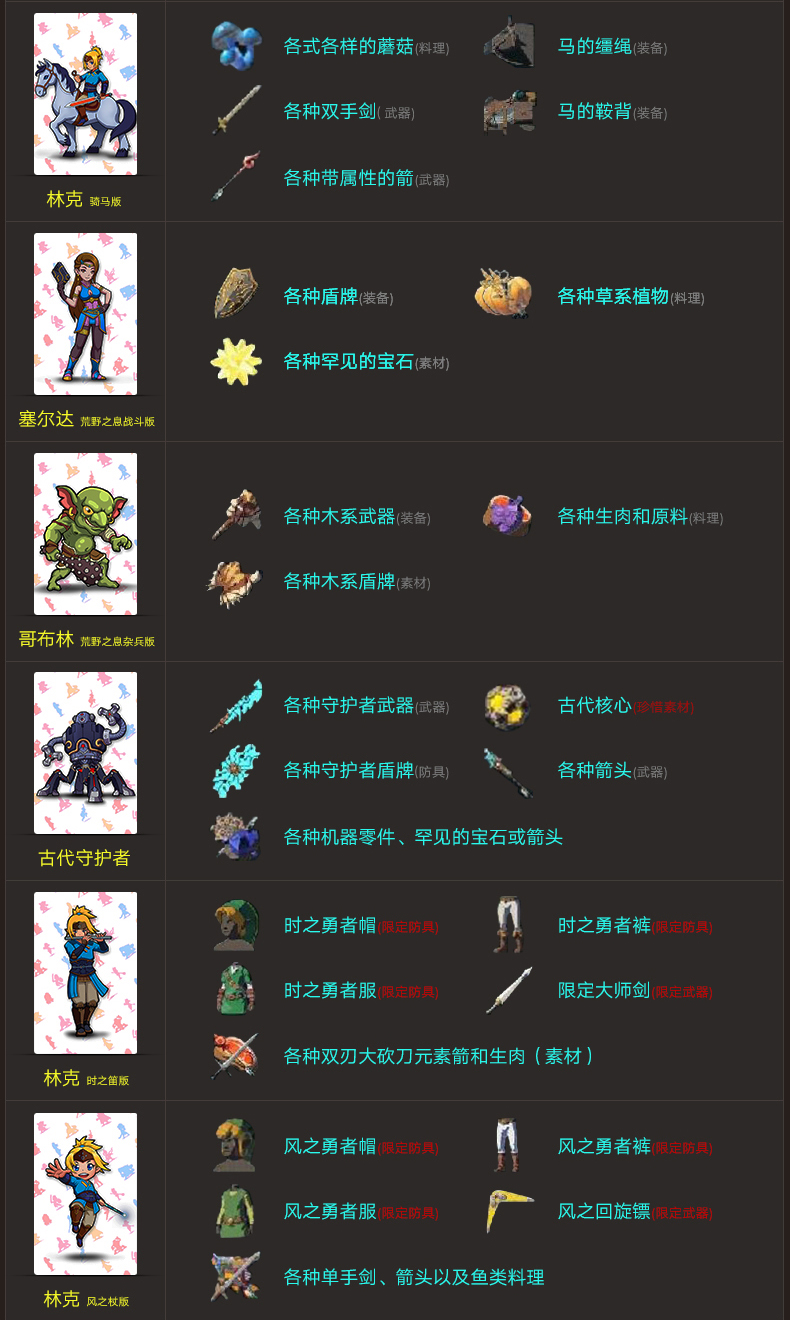 各式各样的蘑菇(料理)
马的缰绳(装备)
各种双手剑( 武器)
马的鞍背(装备)
各种带属性的箭(武器)
林克 骑马版
各种盾牌(装备)
各种草系植物(料理)
各种罕见的宝石(素材)
塞尔达 荒野之息战斗版
各种木系武器(装备)
各种生肉和原料(料理)
各种木系盾牌(素材)
哥布林 荒野之息杂兵版
各种守护者武器(武器)
古代核心(珍惜素材)
各种守护者盾牌(防具)
各种箭头(武器)
各种机器零件、罕见的宝石或箭头
古代守护者
时之勇者帽(限定防具)
时之勇者裤(限定防具)
时之勇者服(限定防具)
限定大师剑(限定武器)
各种双刃大砍刀元素箭和生肉（素材）
林克 时之笛版
风之勇者帽(限定防具)
风之勇者裤(限定防具)
风之勇者服(限定防具)
风之回旋镖(限定武器)
各种单手剑、箭头以及鱼类料理
林克 风之杖版